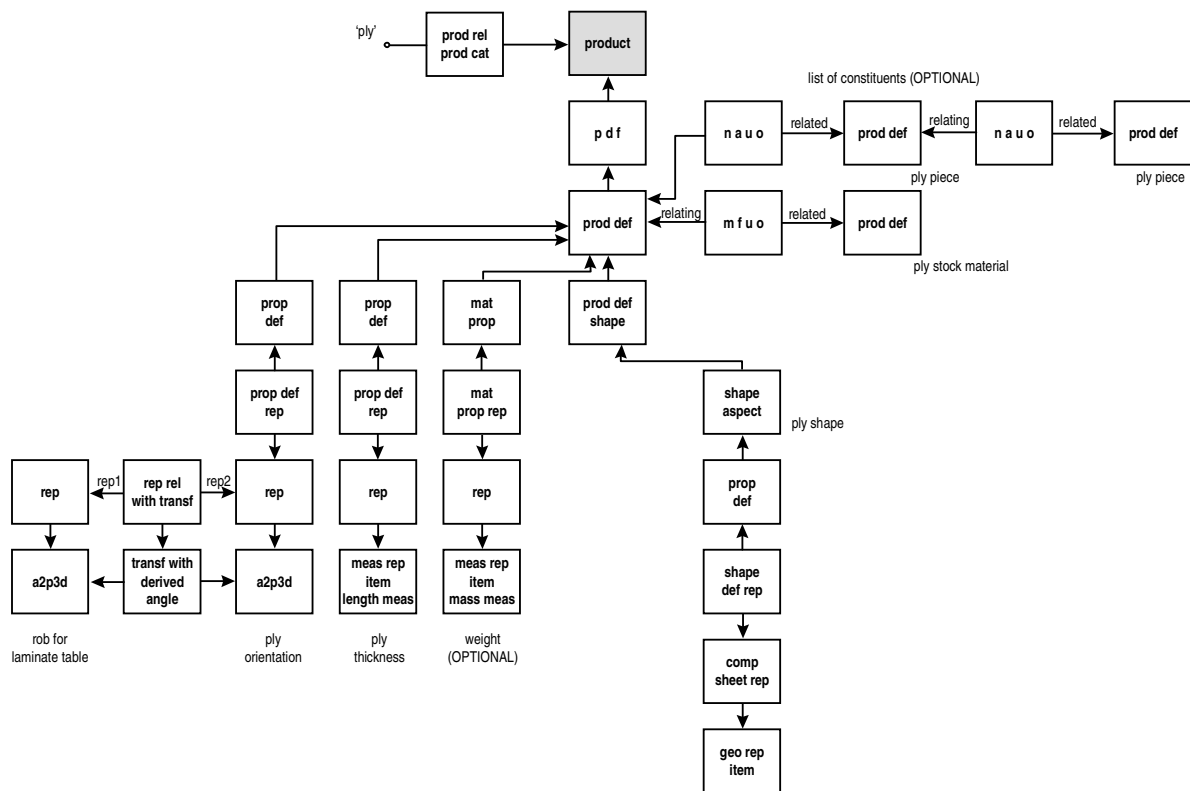 ‘ply’
prod rel
prod cat
product
list of constituents (OPTIONAL)
p d f
n a u o
related
prod def
relating
n a u o
related
prod def
ply piece
ply piece
prod def
relating
m f u o
related
prod def
ply stock material
prop
def
prop
def
mat
prop
prod def
shape
prop def
rep
prop def
rep
mat
prop rep
shape
aspect
ply shape
rep
rep1
rep rel
with transf
rep2
rep
rep
rep
prop
def
a2p3d
transf with
derived
angle
a2p3d
meas rep
item
length meas
meas rep
item
mass meas
shape
def rep
rob for
laminate table
ply
orientation
ply
thickness
weight
(OPTIONAL)
comp
sheet rep
geo rep
item